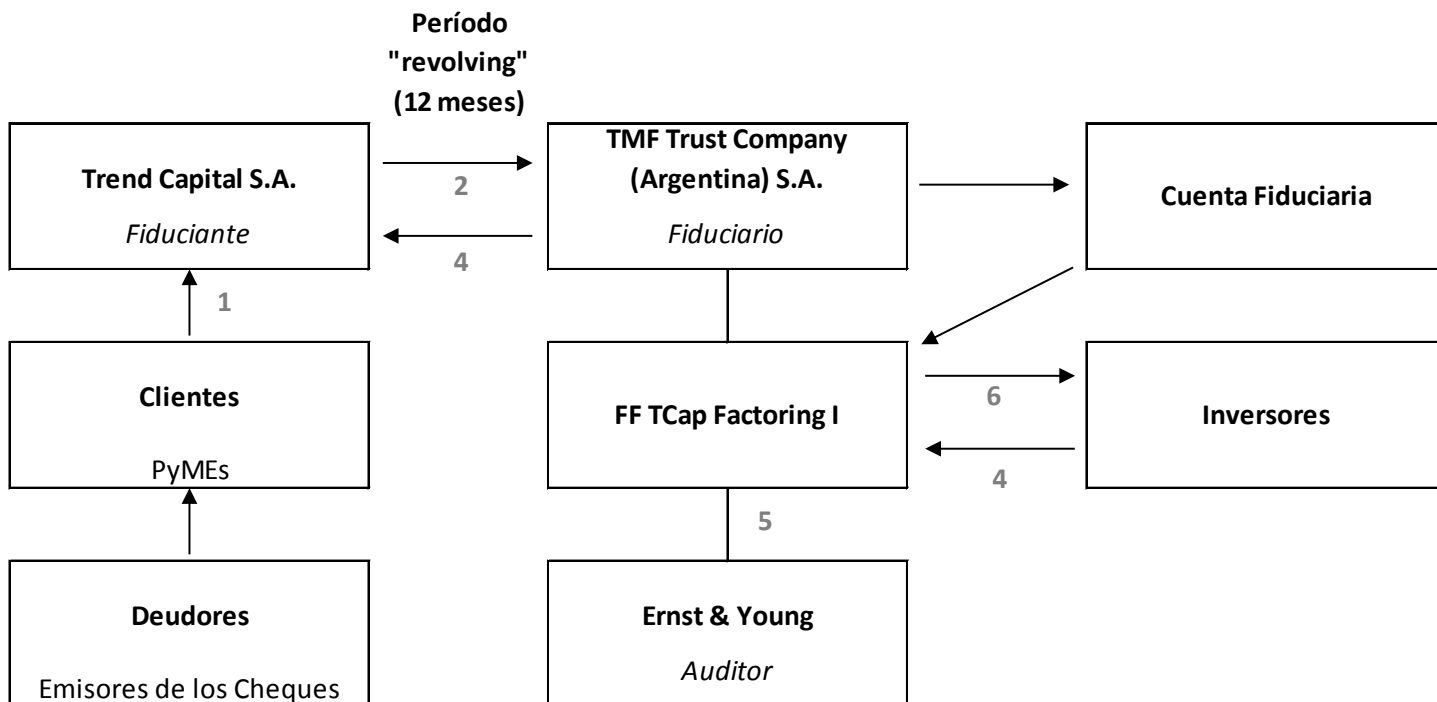 Período
"revolving"
(12 meses)
Trend Capital S.A.
Fiduciante
2
4
TMF Trust Company
(Argentina) S.A.
Fiduciario
Cuenta Fiduciaria
1
Clientes
PyMEs
FF TCap Factoring I
6
4
Inversores
5
Deudores
Emisores de los Cheques
Ernst & Young
Auditor